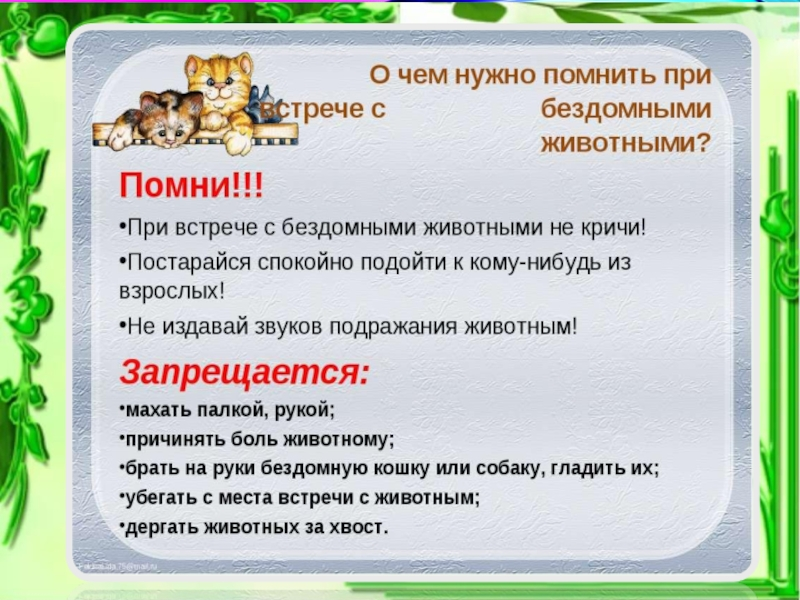 О чем нужно помнить при
встрече с бездомными
животными?
Помни!!!
•При встрече с бездомными животными не кричи!
•Постарайся спокойно подойти к кому-нибудь из
взрослых!
•Не издавай звуков подражания животным!
Запрещается:
•махать палкой, рукой;
•причинять боль животному;
•брать на руки бездомную кошку или собаку, гладить их;
•убегать с места встречи с животным;
•дергать животных за хвост.